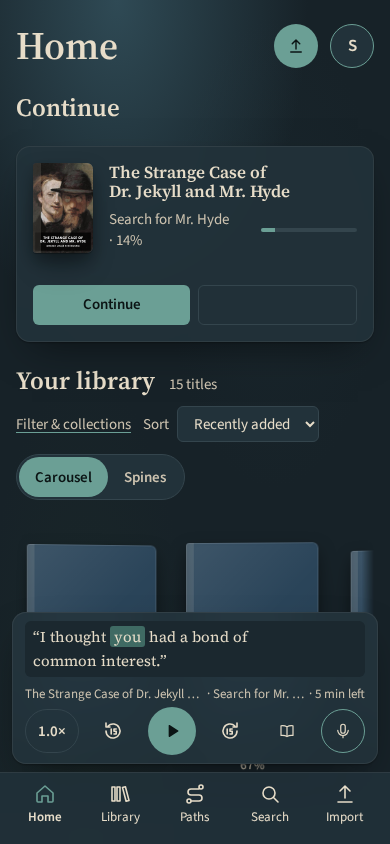 Home
S
Continue
The Strange Case of
Dr. Jekyll and Mr. Hyde
Search for Mr. Hyde
· 14%
THE STRANGE CASE OF
DR. JEKYLL AND MR. HYDE
Continue
Your library 15 titles
Filter & collections Sort Recently added
Carousel Spines
“I thought you had a bond of
common interest.”
The Strange Case of Dr. Jekyll … · Search for Mr. … · 5 min left
1.0×
15
15
67%
Home Library Paths Search Import